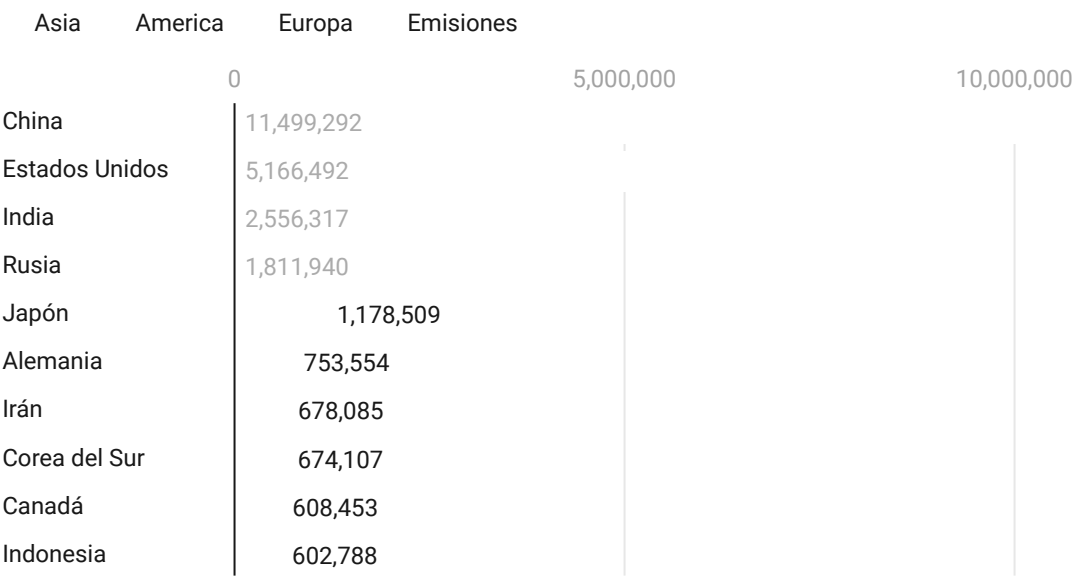 Asia America Europa Emisiones
0 5,000,000 10,000,000
China 11,499,292
Estados Unidos 5,166,492
India 2,556,317
Rusia 1,811,940
Japón 1,178,509
Alemania 753,554
Irán 678,085
Corea del Sur 674,107
Canadá 608,453
Indonesia 602,788